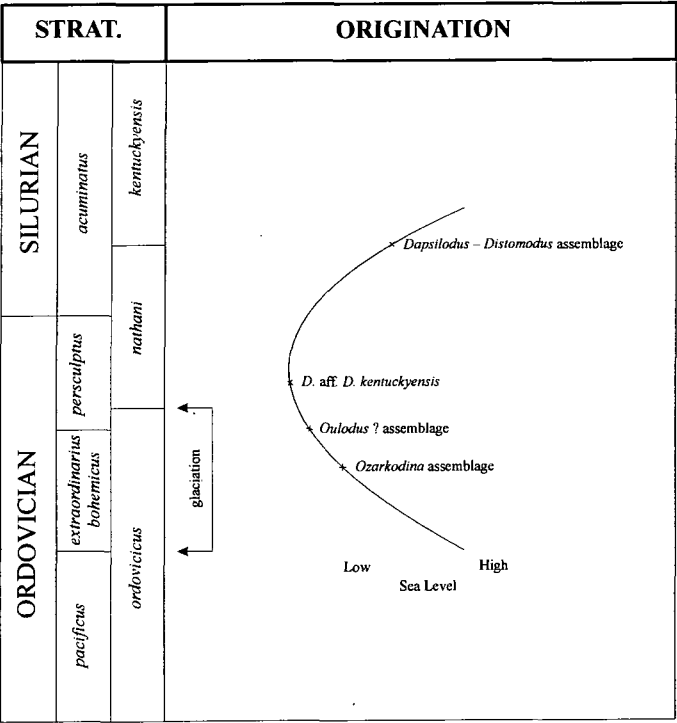 STRAT.
ORIGINATION
SILURIAN
ORDOVICIAN
acuminatus
persculptus
extraordinarius
bohemicus
pacificus
kentuckyensis
nathani
ordovicicus
glaciation
Dapsilodus – Distomodus assemblage
D. aff. D. kentuckyensis
Oulodus ? assemblage
Ozarkodina assemblage
Low
High
Sea Level